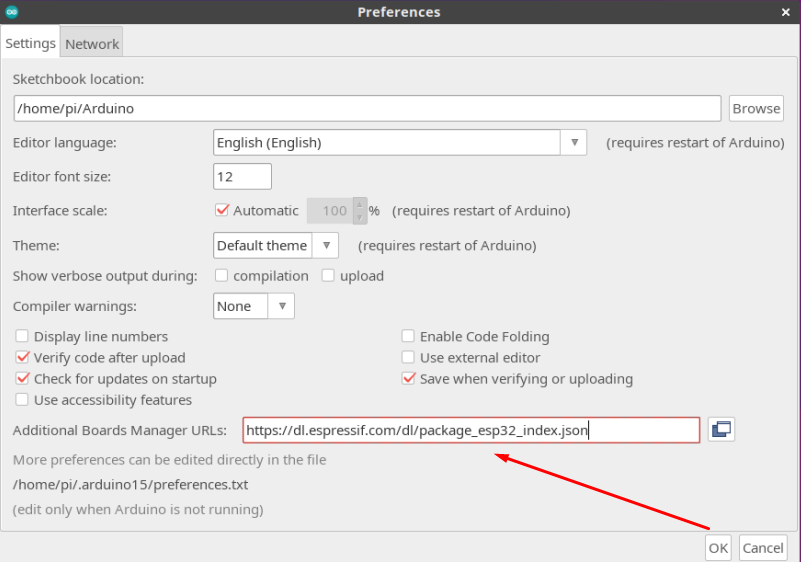 Preferences
Settings Network
Sketchbook location:
/home/pi/Arduino Browse
Editor language: English (English) (requires restart of Arduino)
Editor font size: 12
Interface scale: Automatic 100 % (requires restart of Arduino)
Theme: Default theme (requires restart of Arduino)
Show verbose output during: compilation upload
Compiler warnings: None
Display line numbers Enable Code Folding
Verify code after upload Use external editor
Check for updates on startup Save when verifying or uploading
Use accessibility features
Additional Boards Manager URLs: https://dl.espressif.com/dl/package_esp32_index.json
More preferences can be edited directly in the file
/home/pi/.arduino15/preferences.txt
(edit only when Arduino is not running)
OK Cancel